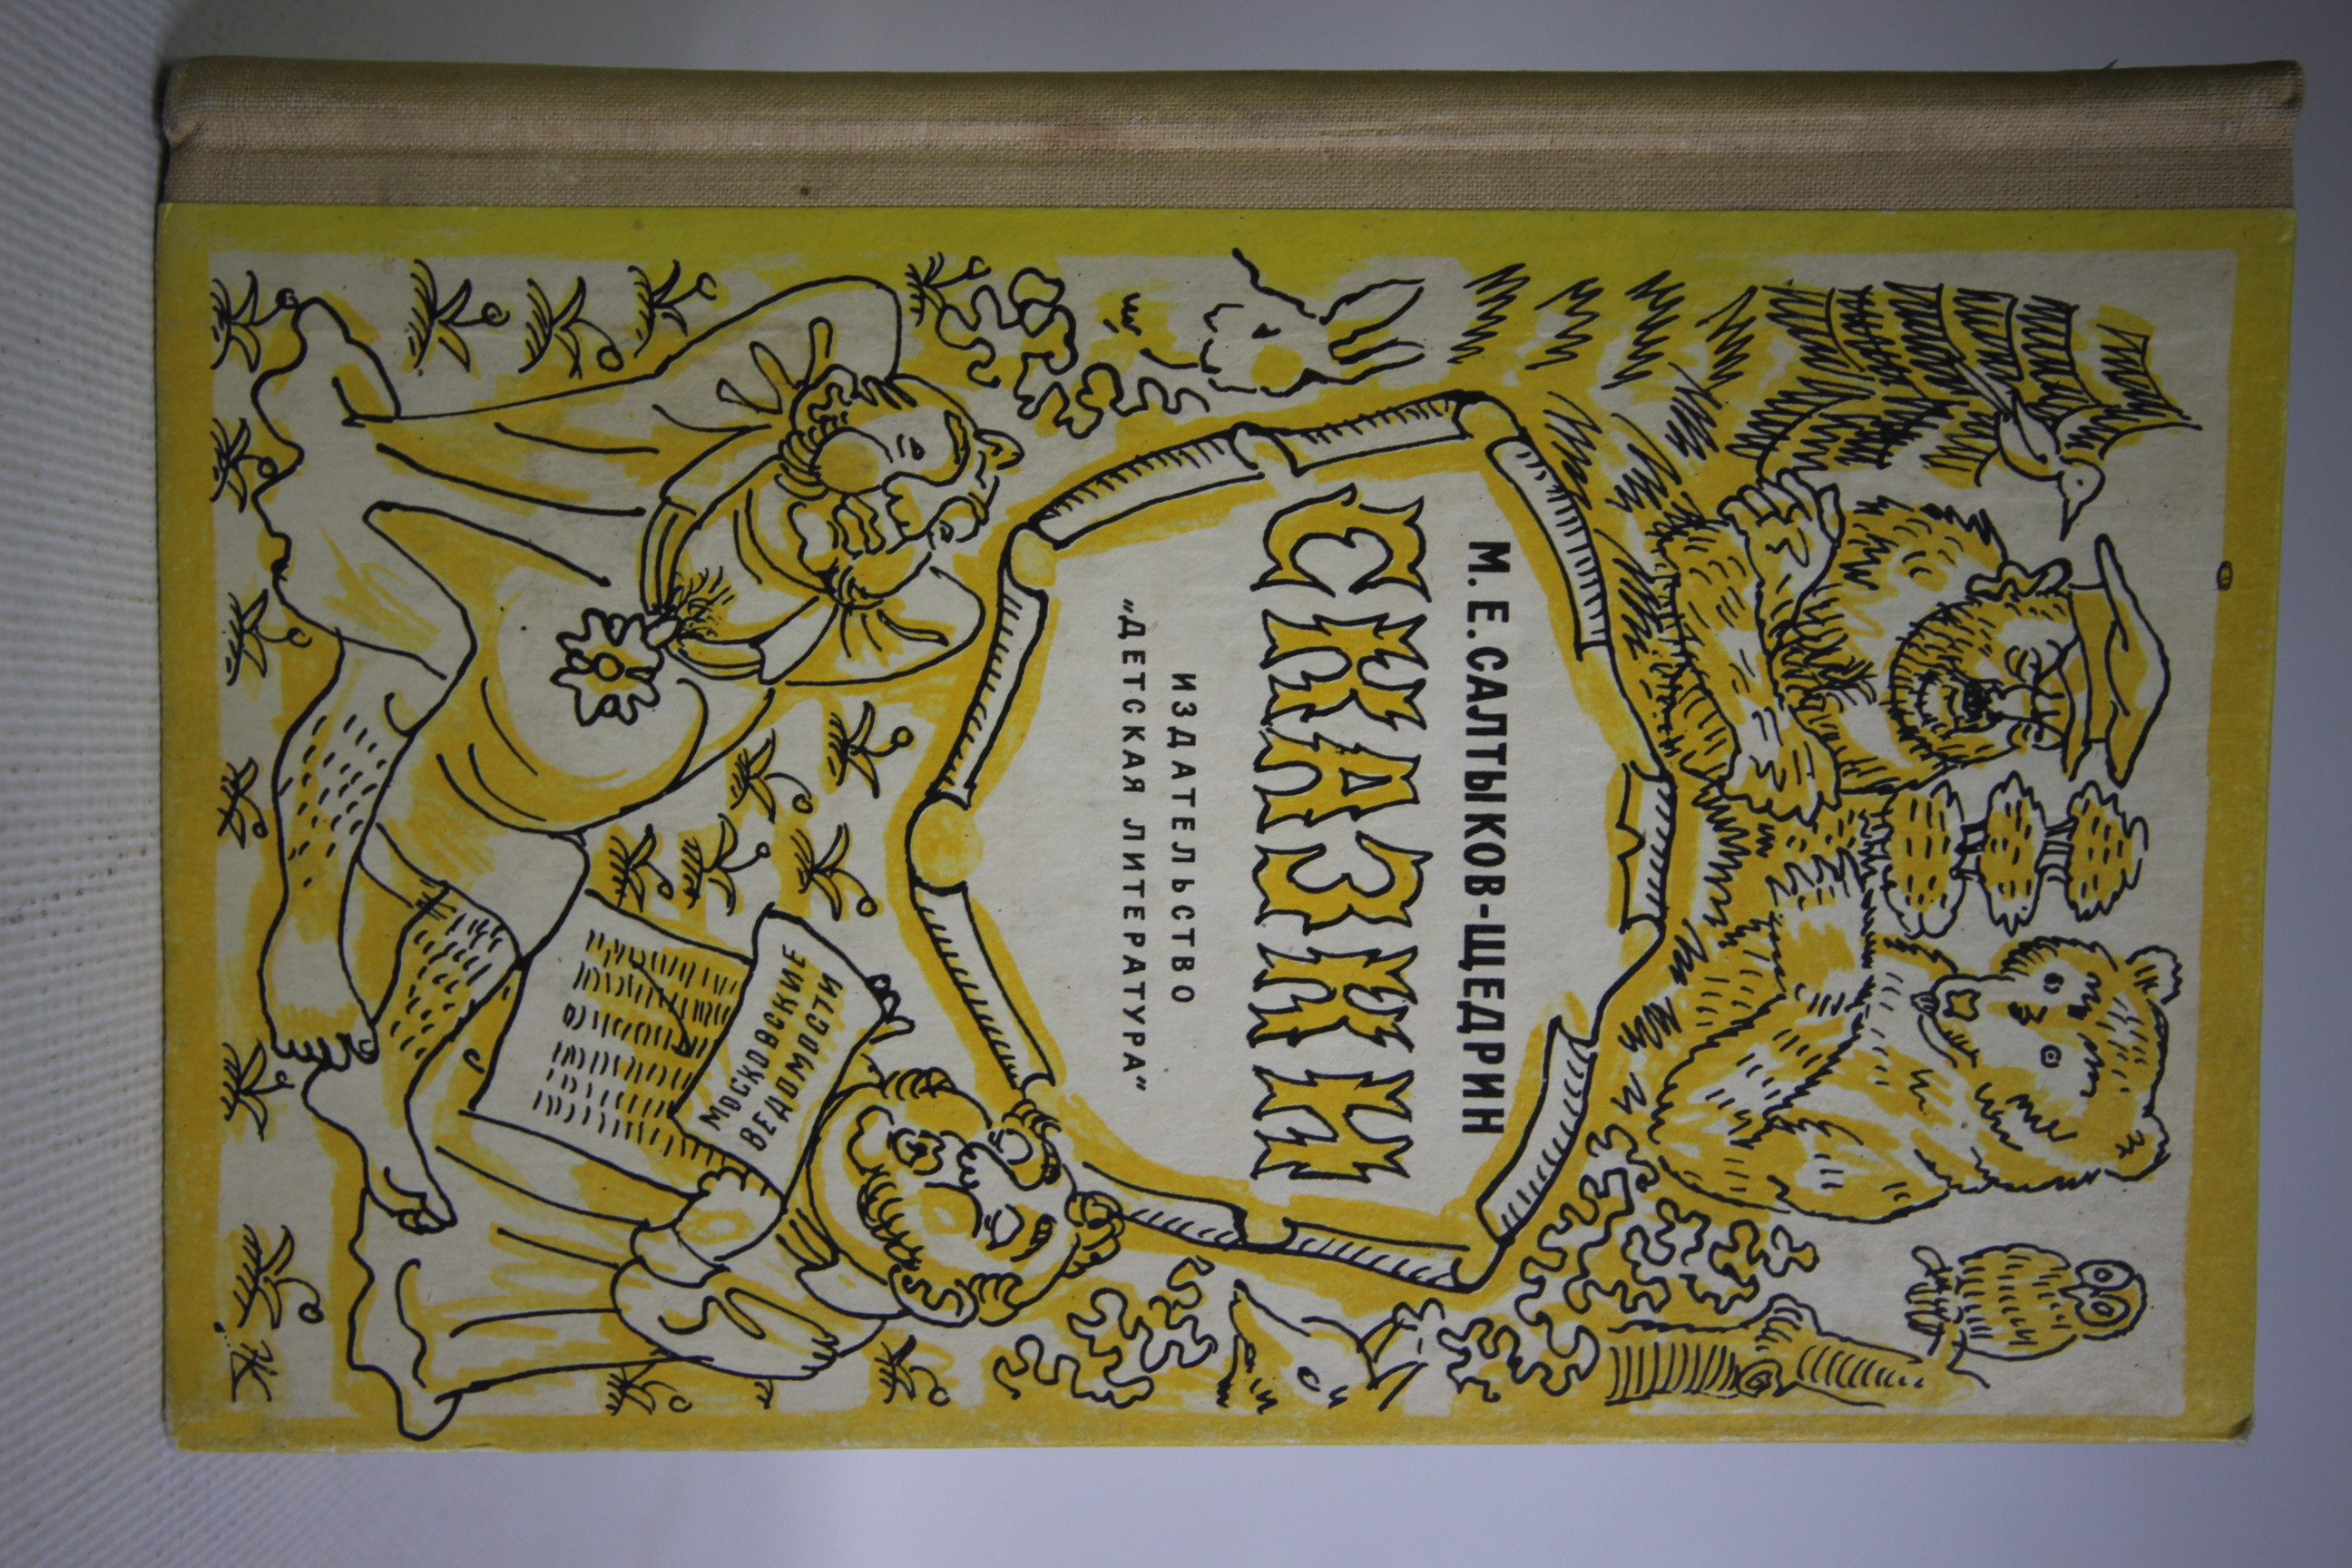 М. Е. САЛТЫКОВ-ЩЕДРИН
СКАЗКИ
ИЗДАТЕЛЬСТВО
„ДЕТСКАЯ ЛИТЕРАТУРА"
МОСКОВСКИЕ
ВЕДОМОСТИ